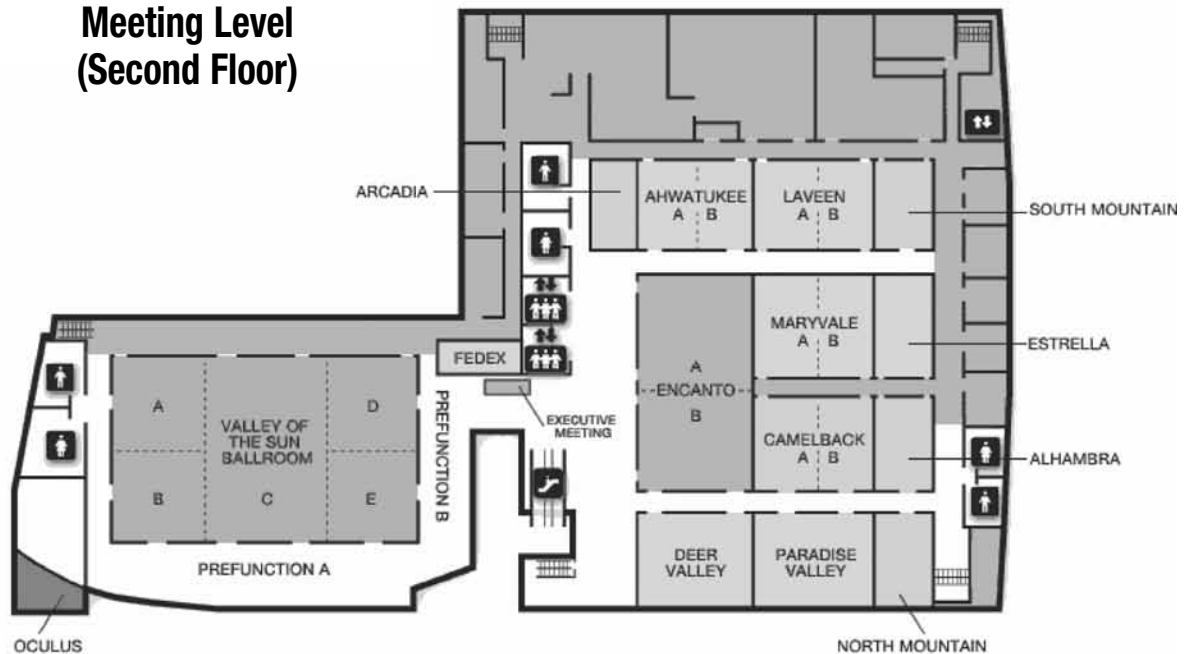 Meeting Level
(Second Floor)
ARCADIA
AHWATUKEE
A B
LAVEEN
A B
SOUTH MOUNTAIN
MARYVALE
A B
ESTRELLA
FEDEX
A
ENCANTO
B
EXECUTIVE
MEETING
CAMELBACK
A B
ALHAMBRA
A
D
VALLEY OF
THE SUN
BALLROOM
B
C
E
PREFUNCTION B
PREFUNCTION A
DEER
VALLEY
PARADISE
VALLEY
OCULUS
NORTH MOUNTAIN